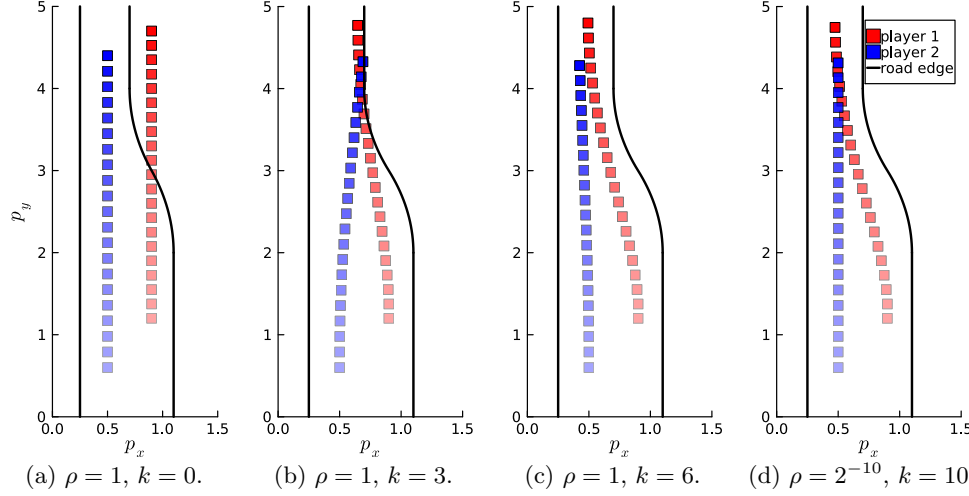 5
4
3
2
1
0
p_y
0.0 0.5 1.0 1.5
p_x
(a) ρ = 1, k = 0.
5
4
3
2
1
0
0.0 0.5 1.0 1.5
p_x
(b) ρ = 1, k = 3.
5
4
3
2
1
0
0.0 0.5 1.0 1.5
p_x
(c) ρ = 1, k = 6.
player 1
player 2
road edge
5
4
3
2
1
0
0.0 0.5 1.0 1.5
p_x
(d) ρ = 2⁻¹⁰, k = 10